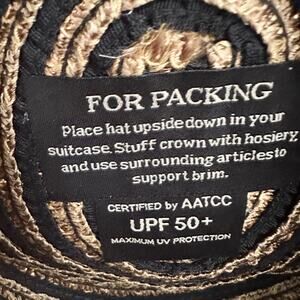 FOR PACKING
Place hat upside down in your
suitcase. Stuff crown with hosiery
and use surrounding articles to
support brim.
CERTIFIED by AATCC
UPF 50+
MAXIMUM UV PROTECTION